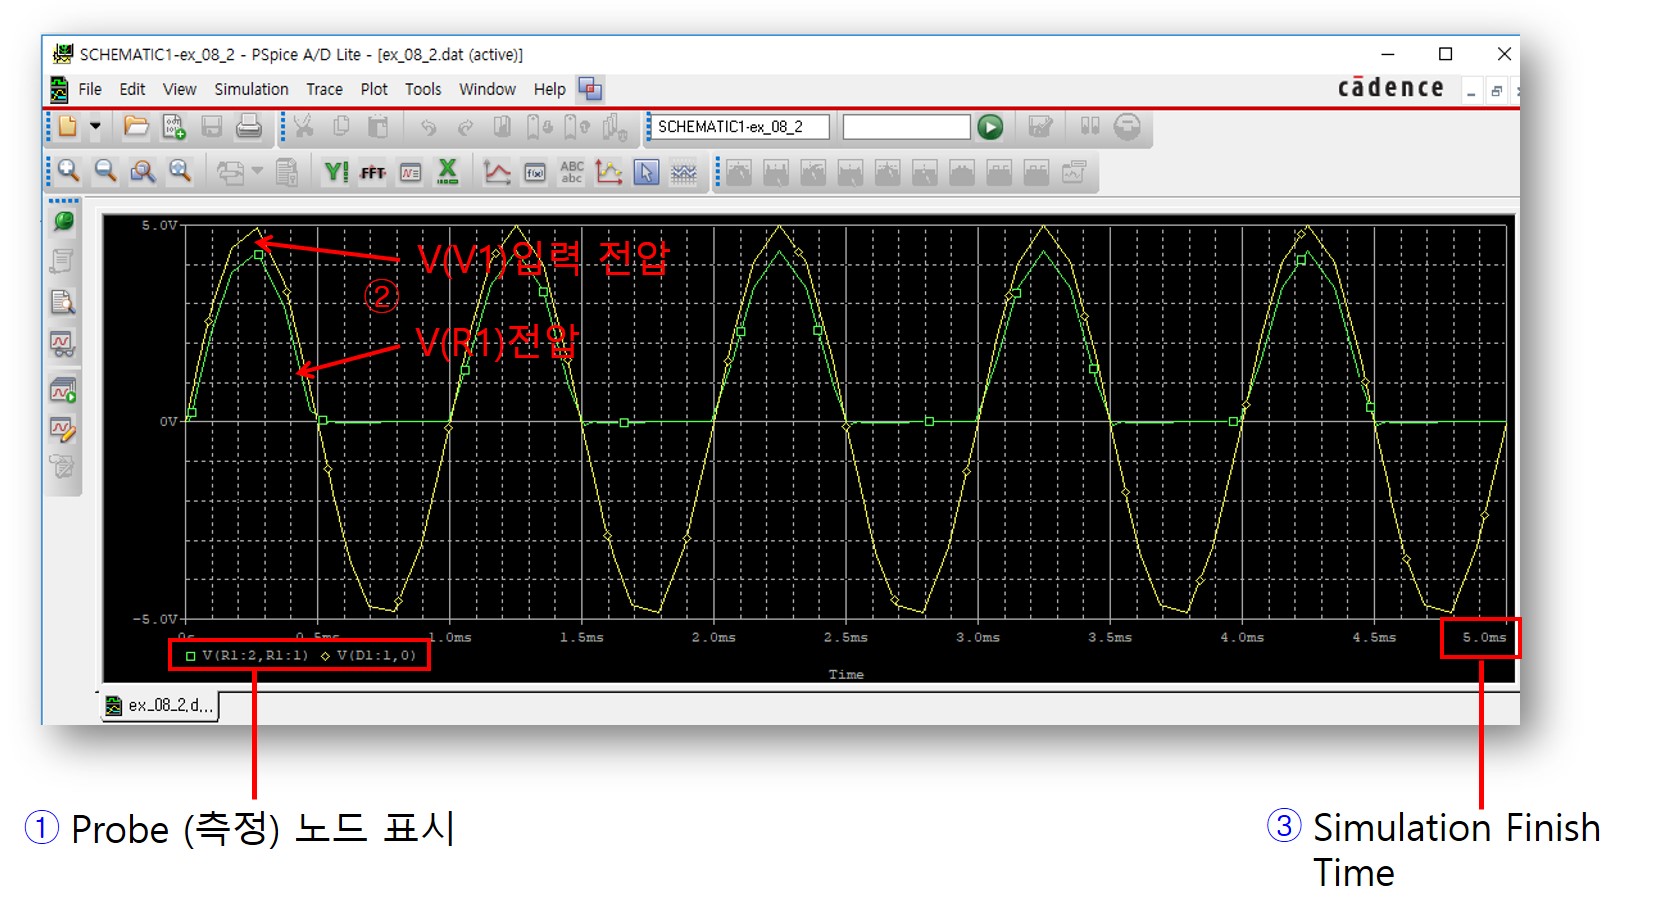 SCHEMATIC1-ex_08_2 - PSpice A/D Lite - [ex_08_2.dat (active)]
File Edit View Simulation Trace Plot Tools Window Help
cādence
SCHEMATIC1-ex_08_2
FFT
ABC
abc
f(x)
5.0V
V(V1)입력 전압
②
V(R1)전압
0V
-5.0V
0s 0.5ms 1.0ms 1.5ms 2.0ms 2.5ms 3.0ms 3.5ms 4.0ms 4.5ms 5.0ms
V(R1:2,R1:1) V(D1:1,0)
Time
ex_08_2.d...
① Probe (측정) 노드 표시
③ Simulation Finish
Time